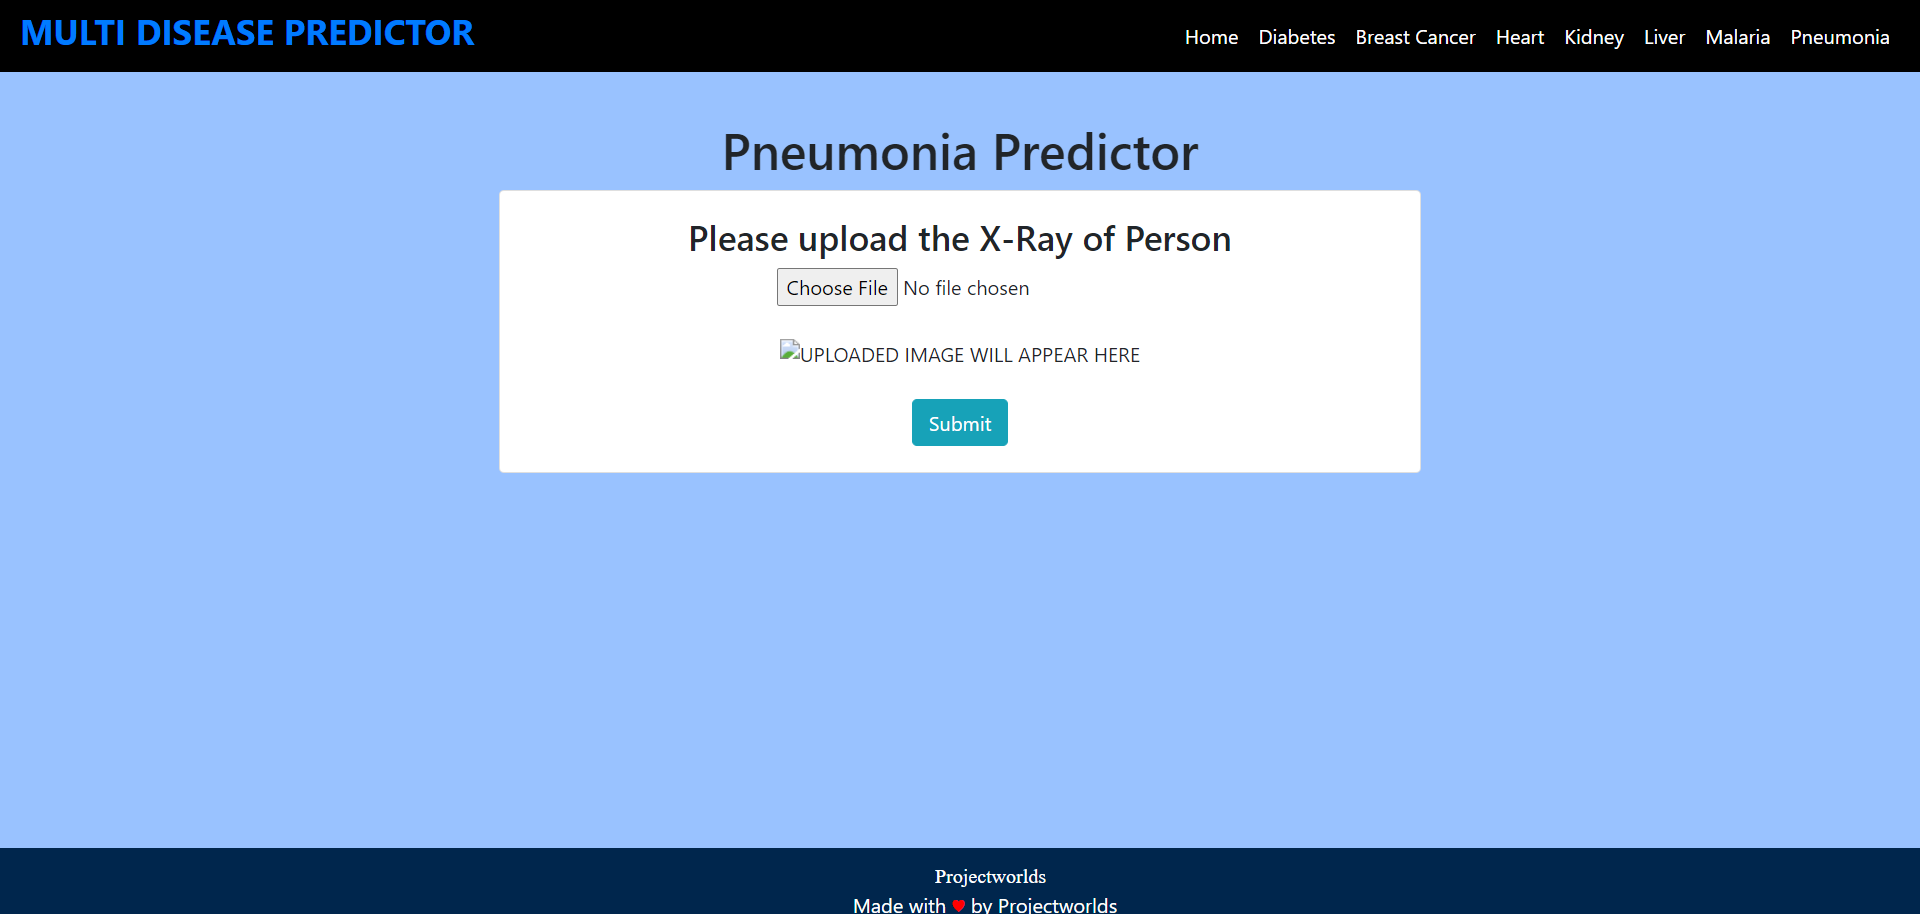 MULTI DISEASE PREDICTOR
Home Diabetes Breast Cancer Heart Kidney Liver Malaria Pneumonia
Pneumonia Predictor
Please upload the X-Ray of Person
Choose File No file chosen
UPLOADED IMAGE WILL APPEAR HERE
Submit
Projectworlds
Made with ♥ by Projectworlds